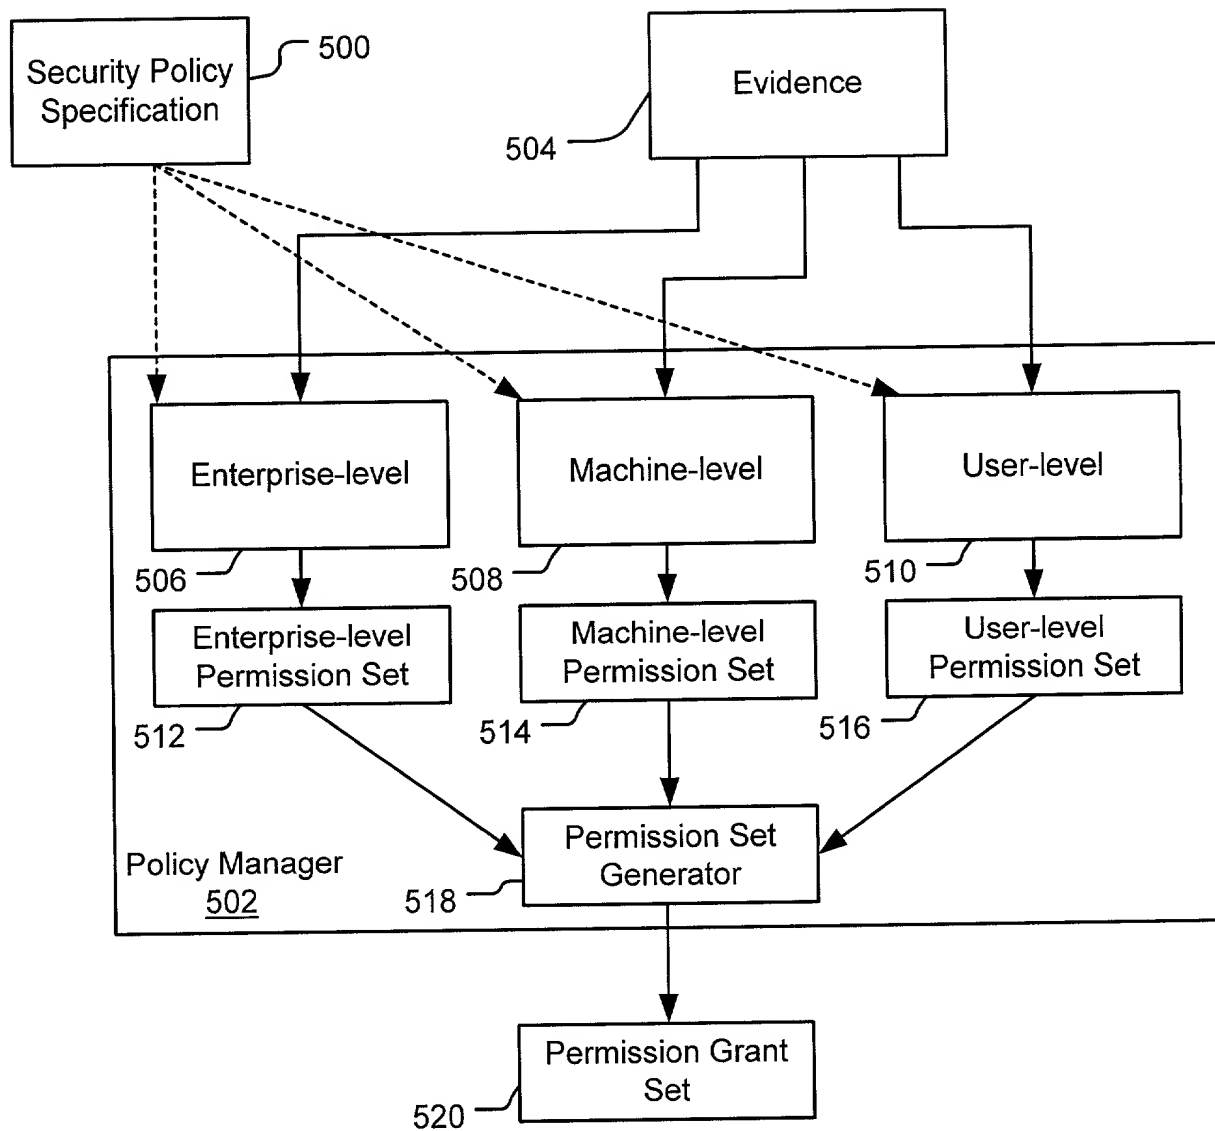 Security Policy
Specification
500
Evidence
504
Enterprise-level
506
Machine-level
508
User-level
510
Enterprise-level
Permission Set
512
Machine-level
Permission Set
514
User-level
Permission Set
516
Permission Set
Generator
518
Policy Manager
502
Permission Grant
Set
520